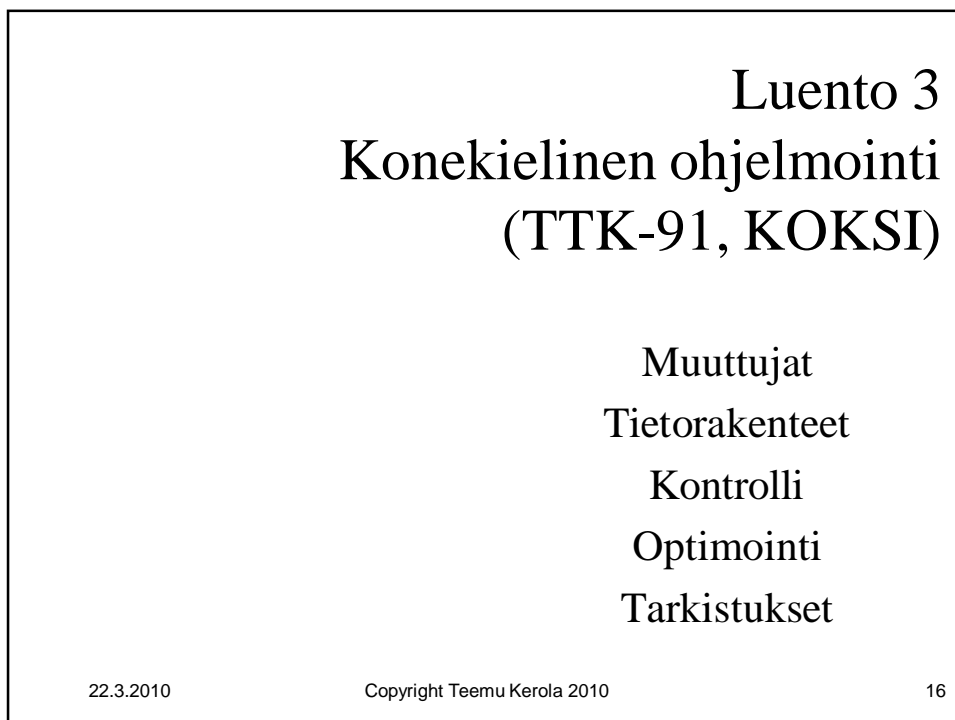 Luento 3
Konekielinen ohjelmointi
(TTK-91, KOKSI)
Muuttujat
Tietorakenteet
Kontrolli
Optimointi
Tarkistukset
22.3.2010 Copyright Teemu Kerola 2010 16